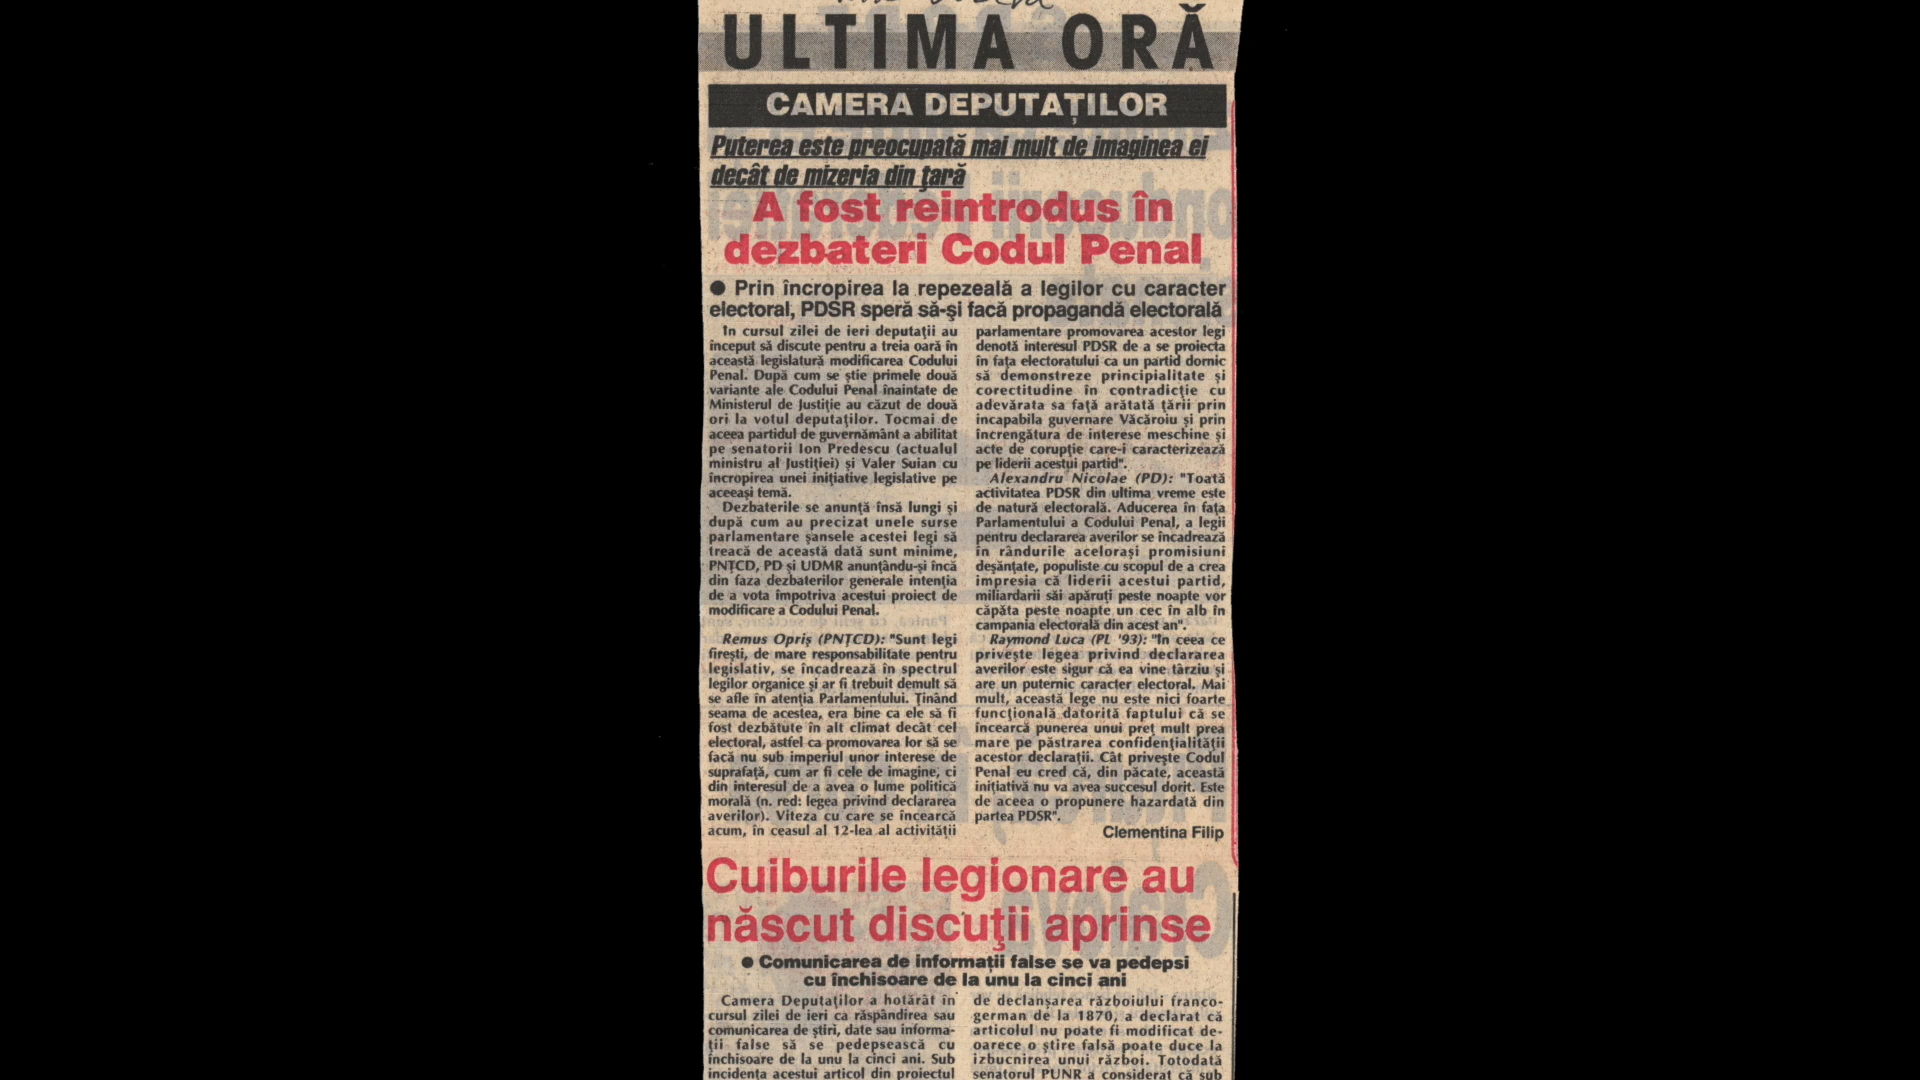 ULTIMA ORĂ
CAMERA DEPUTAȚILOR
Puterea este preocupată mai mult de imaginea ei
decât de mizeria din țară
A fost reintrodus în
dezbateri Codul Penal
● Prin încropirea la repezeală a legilor cu caracter
electoral, PDSR speră să-și facă propagandă electorală
In cursul zilei de ieri deputații au
început să discute pentru a treia oară în
această legislatură modificarea Codului
Penal. După cum se știe primele două
variante ale Codului Penal înaintate de
Ministerul de Justiție au căzut de două
ori la votul deputaților. Tocmai de
aceea partidul de guvernământ a abilitat
pe senatorii Ion Predescu (actualul
ministru al Justiției) și Valer Suian cu
încropirea unei inițiative legislative pe
aceeași temă.
Dezbaterile se anunță însă lungi și
după cum au precizat unele surse
parlamentare șansele acestei legi să
treacă de această dată sunt minime,
PNȚCD, PD și UDMR anunțându-și încă
din faza dezbaterilor generale intenția
de a vota împotriva acestui proiect de
modificare a Codului Penal.
Remus Opriș (PNȚCD): "Sunt legi
firești, de mare responsabilitate pentru
legislativ, se încadrează în spectrul
legilor organice și ar fi trebuit demult să
se afle în atenția Parlamentului. Ținând
seama de acestea, era bine ca ele să fi
fost dezbătute în alt climat decât cel
electoral, astfel ca promovarea lor să se
facă nu sub imperiul unor interese de
suprafață, cum ar fi cele de imagine, ci
din interesul de a avea o lume politică
morală (n. red: legea privind declararea
averilor). Viteza cu care se încearcă
acum, în ceasul al 12-lea al activității
parlamentare promovarea acestor legi
denotă interesul PDSR de a se proiecta
în fața electoratului ca un partid dornic
să demonstreze principialitate și
corectitudine în contradicție cu
adevărata sa față arătată țării prin
incapabila guvernare Văcăroiu și prin
încrengătura de interese meschine și
acte de corupție care-i caracterizează
pe liderii acestui partid".
Alexandru Nicolae (PD): "Toată
activitatea PDSR din ultima vreme este
de natură electorală. Aducerea în fața
Parlamentului a Codului Penal, a legii
pentru declararea averilor se încadrează
în rândurile acelorași promisiuni
deșănțate, populiste cu scopul de a crea
impresia că liderii acestui partid,
miliardarii săi apăruți peste noapte vor
căpăta peste noapte un cec în alb în
campania electorală din acest an".
Raymond Luca (PL '93): "In ceea ce
privește legea privind declararea
averilor este sigur că ea vine târziu și
are un puternic caracter electoral. Mai
mult, această lege nu este nici foarte
funcțională datorită faptului că se
încearcă punerea unui preț mult prea
mare pe păstrarea confidențialității
acestor declarații. Cât privește Codul
Penal eu cred că, din păcate, această
inițiativă nu va avea succesul dorit. Este
de aceea o propunere hazardată din
partea PDSR".
Clementina Filip
Cuiburile legionare au
născut discuții aprinse
● Comunicarea de informații false se va pedepsi
cu închisoare de la unu la cinci ani
Camera Deputaților a hotărât în
cursul zilei de ieri ca răspândirea sau
comunicarea de știri, date sau informa-
ții false să se pedepsească cu
închisoare de la unu la cinci ani. Sub
incidența acestui articol din proiectul
de declanșarea războiului franco-
german de la 1870, a declarat că
articolul nu poate fi modificat de-
oarece o știre falsă poate duce la
izbucnirea unui război. Totodată
senatorul PUNR a considerat că sub